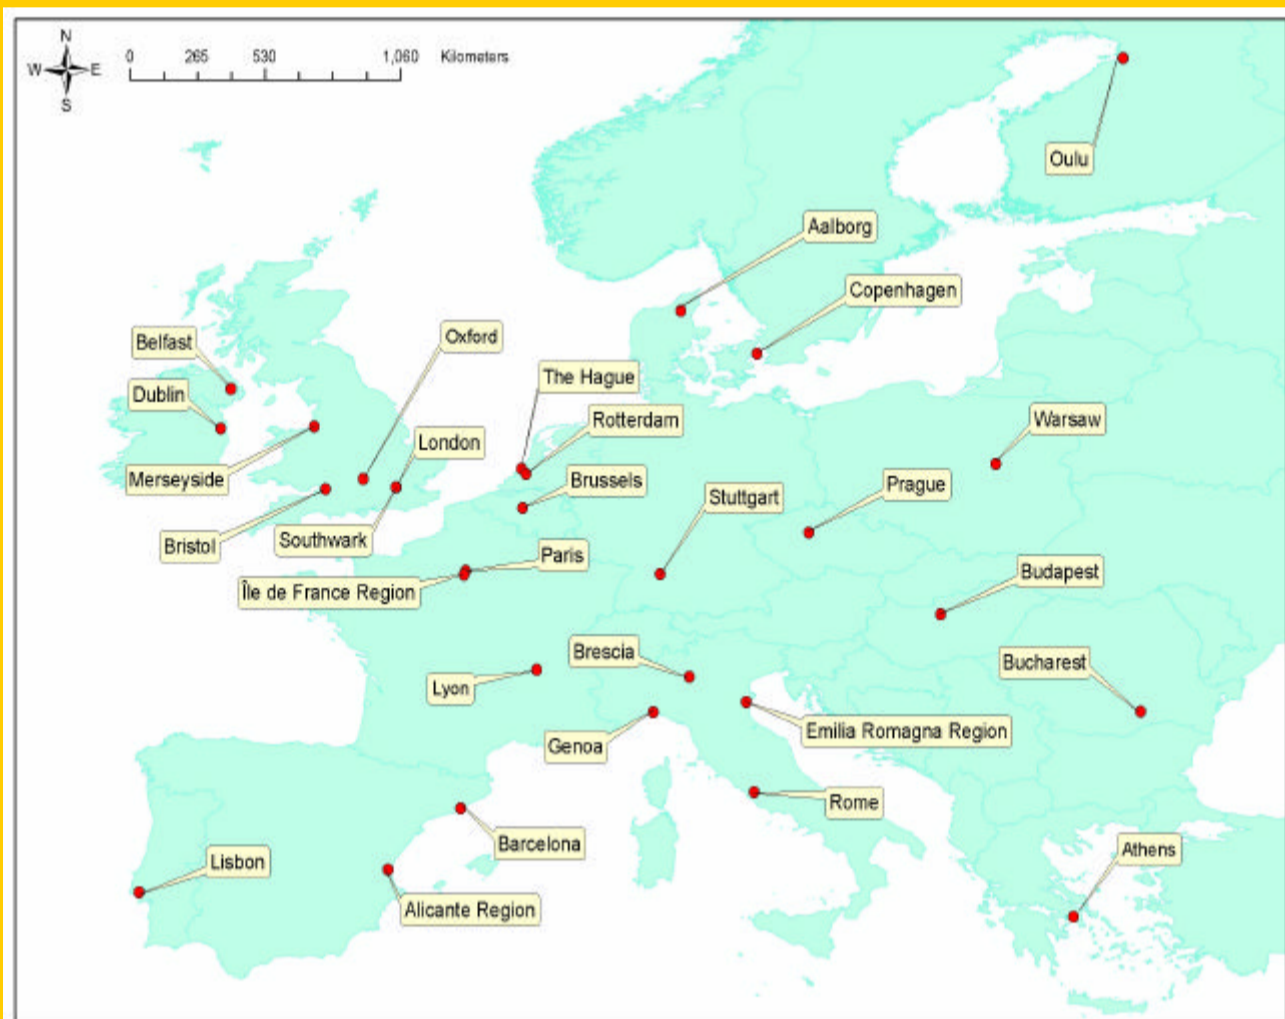 N
W E
S
0 265 530 1,060 Kilometers
Oulu
Aalborg
Copenhagen
Belfast
Oxford
The Hague
Dublin
Rotterdam
Warsaw
London
Merseyside
Brussels
Prague
Stuttgart
Bristol
Southwark
Paris
Île de France Region
Budapest
Brescia
Bucharest
Lyon
Genoa
Emilia Romagna Region
Rome
Barcelona
Athens
Lisbon
Alicante Region